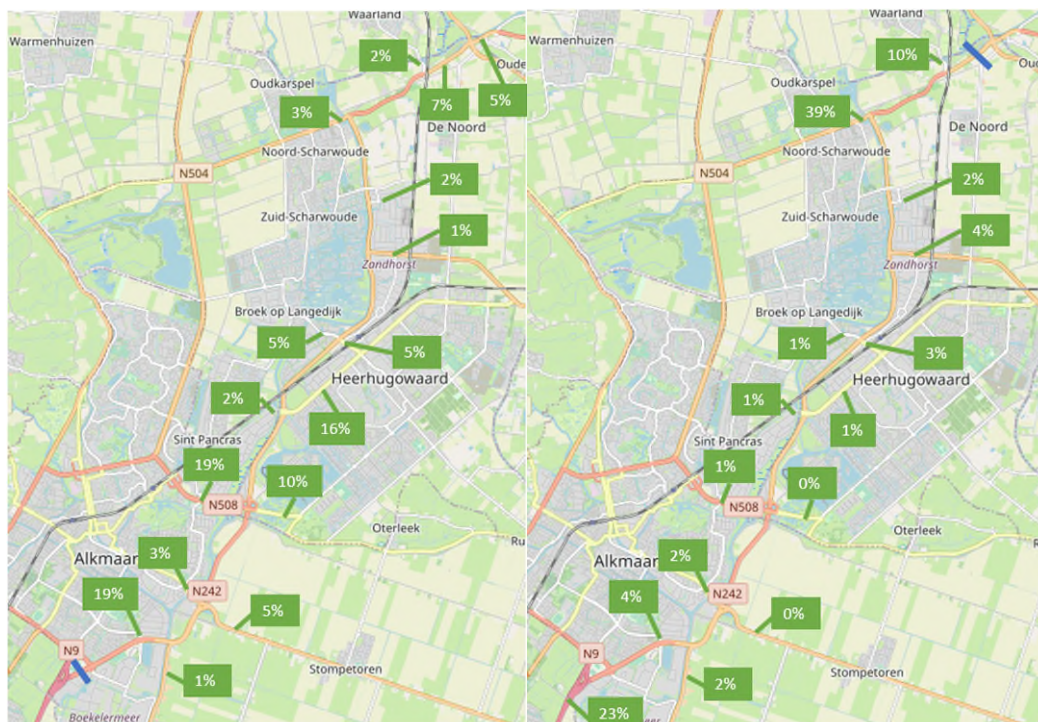 Waarland
Warmenhuizen
2%
Oudkarspel
7%
5%
3%
De Noord
Noord-Scharwoude
N504
2%
Zuid-Scharwoude
1%
Zandhorst
Broek op Langedijk
5%
5%
Heerhugowaard
2%
16%
Sint Pancras
19%
10%
N508
Oterleek
Alkmaar
3%
N242
19%
5%
N9
Stompetoren
1%
Boekelermeer
Waarland
Warmenhuizen
10%
Oudkarspel
39%
De Noord
Noord-Scharwoude
N504
2%
Zuid-Scharwoude
4%
Zandhorst
Broek op Langedijk
1%
3%
Heerhugowaard
1%
1%
Sint Pancras
1%
0%
N508
Oterleek
Alkmaar
2%
N242
4%
0%
N9
Stompetoren
2%
23%